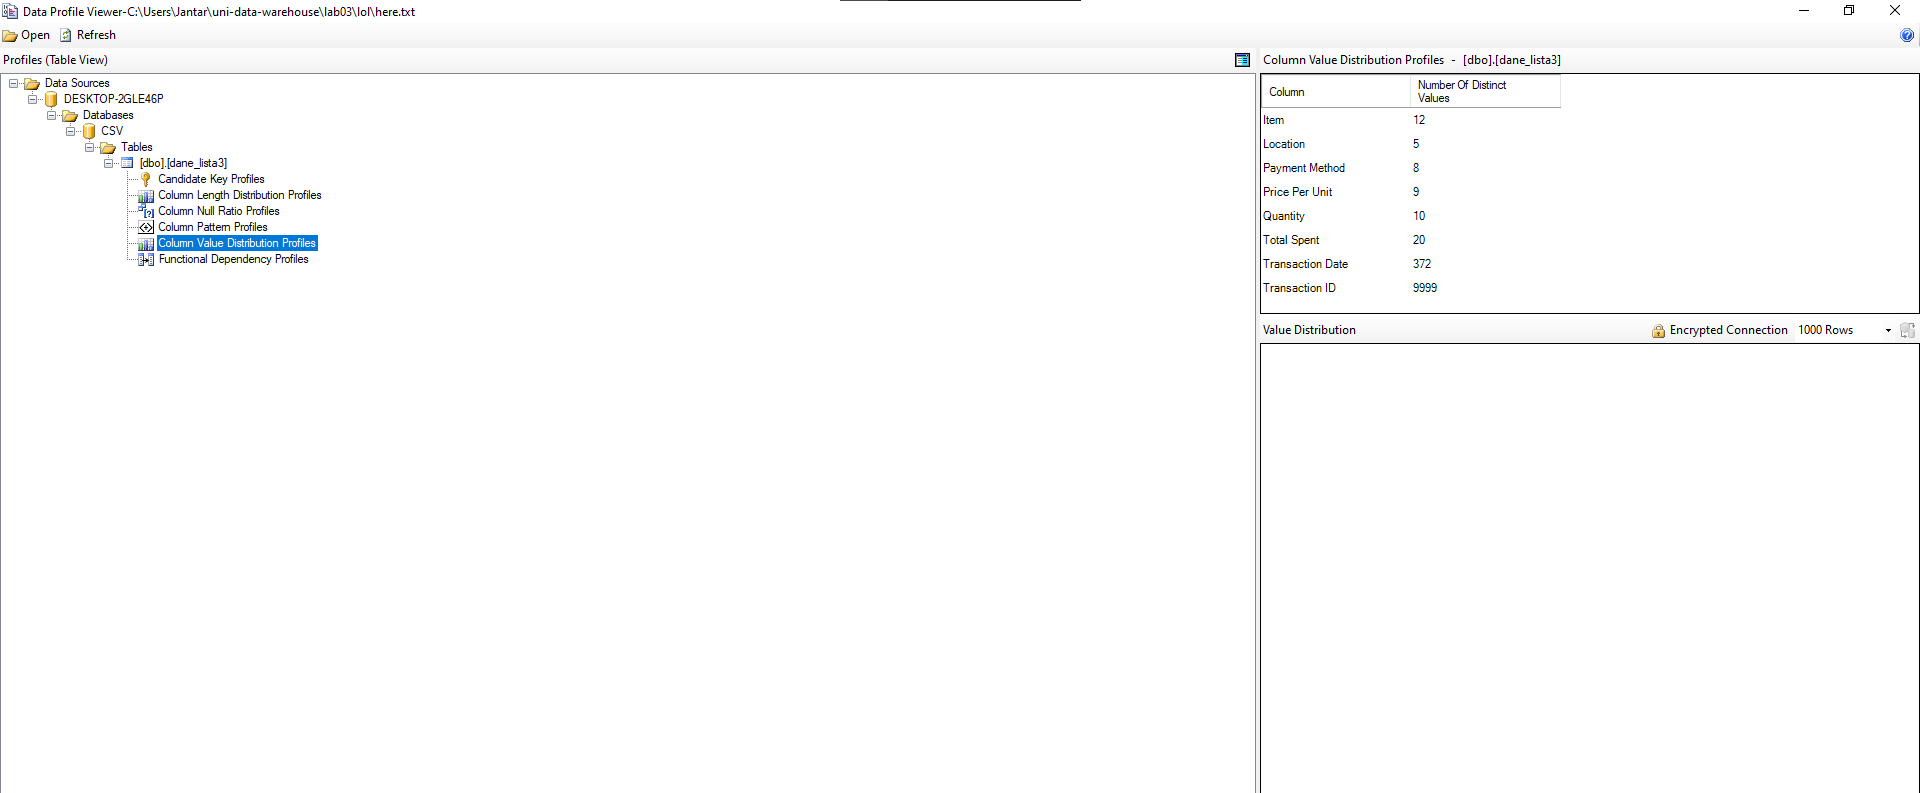 Data Profile Viewer-C:\Users\Jantar\uni-data-warehouse\lab03\lol\here.txt
Open Refresh
Profiles (Table View)
Data Sources
DESKTOP-2GLE46P
Databases
CSV
Tables
[dbo].[dane_lista3]
Candidate Key Profiles
Column Length Distribution Profiles
Column Null Ratio Profiles
Column Pattern Profiles
Column Value Distribution Profiles
Functional Dependency Profiles
Column Value Distribution Profiles - [dbo].[dane_lista3]
Column Number Of Distinct
Values
Item 12
Location 5
Payment Method 8
Price Per Unit 9
Quantity 10
Total Spent 20
Transaction Date 372
Transaction ID 9999
Value Distribution Encrypted Connection 1000 Rows